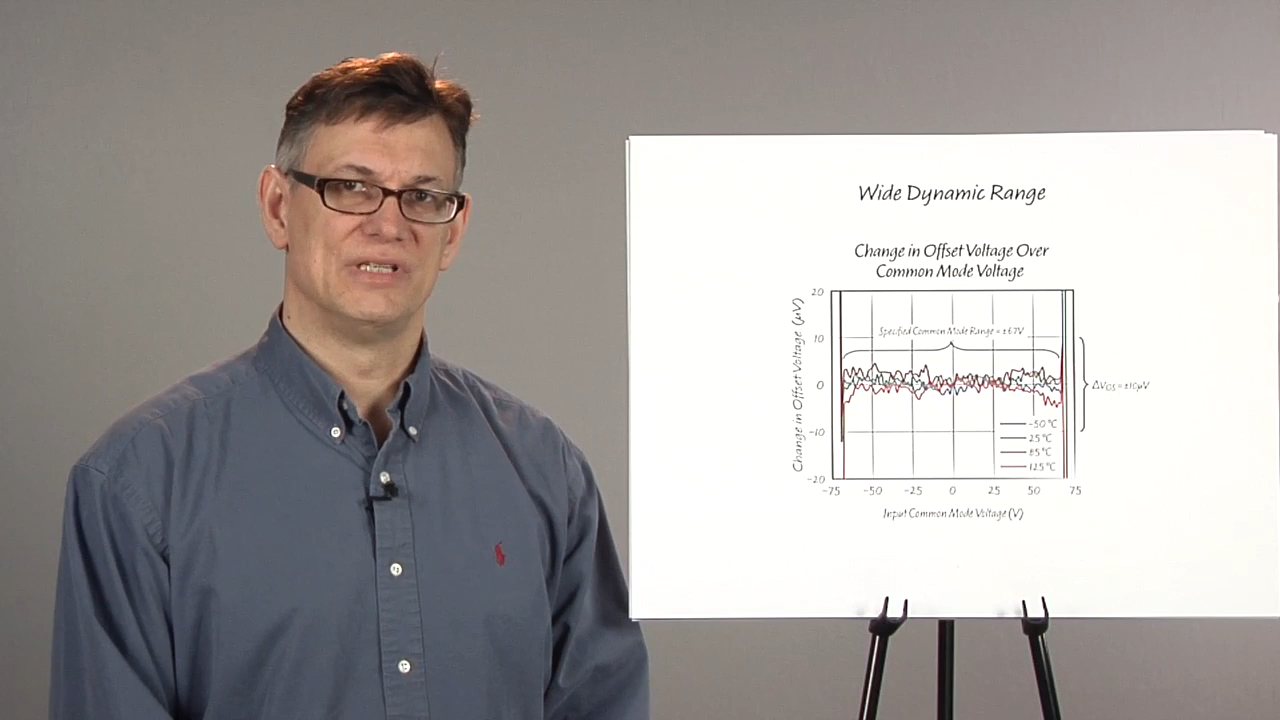 Wide Dynamic Range
Change in Offset Voltage Over
Common Mode Voltage
Change in Offset Voltage (µV)
20
10
0
-10
-20
Specified Common Mode Range = ±67V
ΔVOS = ±10µV
-50 °C
25 °C
85 °C
125 °C
-75 -50 -25 0 25 50 75
Input Common Mode Voltage (V)